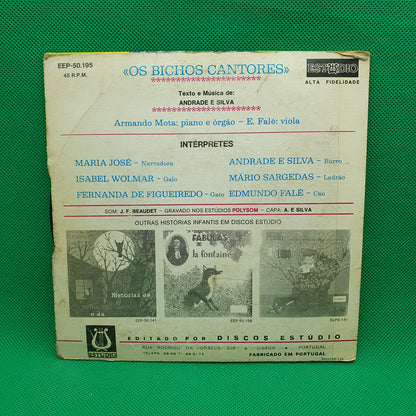 EEP-50.195
45 R.P.M.
«OS BICHOS CANTORES»
ESTÚDIO
ALTA FIDELIDADE
Texto e Música de:
ANDRADE E SILVA
Armando Mota: piano e órgão – E. Falé: viola
INTÉRPRETES
MARIA JOSÉ – Narradora
ANDRADE E SILVA – Burro
ISABEL WOLMAR – Galo
MÁRIO SARGEDAS – Ladrão
FERNANDA DE FIGUEIREDO – Gato
EDMUNDO FALÉ – Cão
SOM: J. F. BEAUDET – GRAVADO NOS ESTÚDIOS POLYSOM – CAPA: A. E SILVA
OUTRAS HISTÓRIAS INFANTIS EM DISCOS ESTÚDIO
Histórias da
FÁBULAS
DE
la fontaine
LOBO
EEP-50.141
EEP-50.158
ESTÚDIO
EDITADO POR DISCOS ESTÚDIO
RUA RODRIGO DA FONSECA
LISBOA
PORTUGAL
FABRICADO EM PORTUGAL